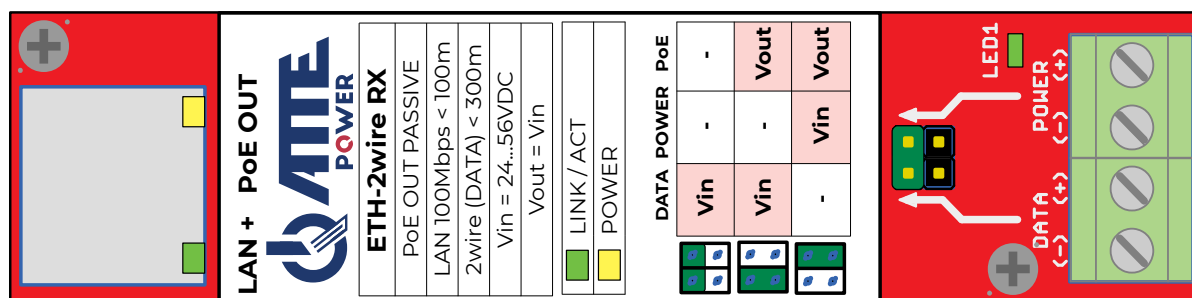 LAN + PoE OUT
ATTE
POWER
ETH-2wire RX
PoE OUT PASSIVE
LAN 100Mbps < 100m
2wire (DATA) < 300m
Vin = 24...56VDC
Vout = Vin
LINK / ACT
POWER
DATA POWER PoE
Vin - -
Vin - Vout
- Vin Vout
LED1
POWER
(-) (+)
DATA
(-) (+)